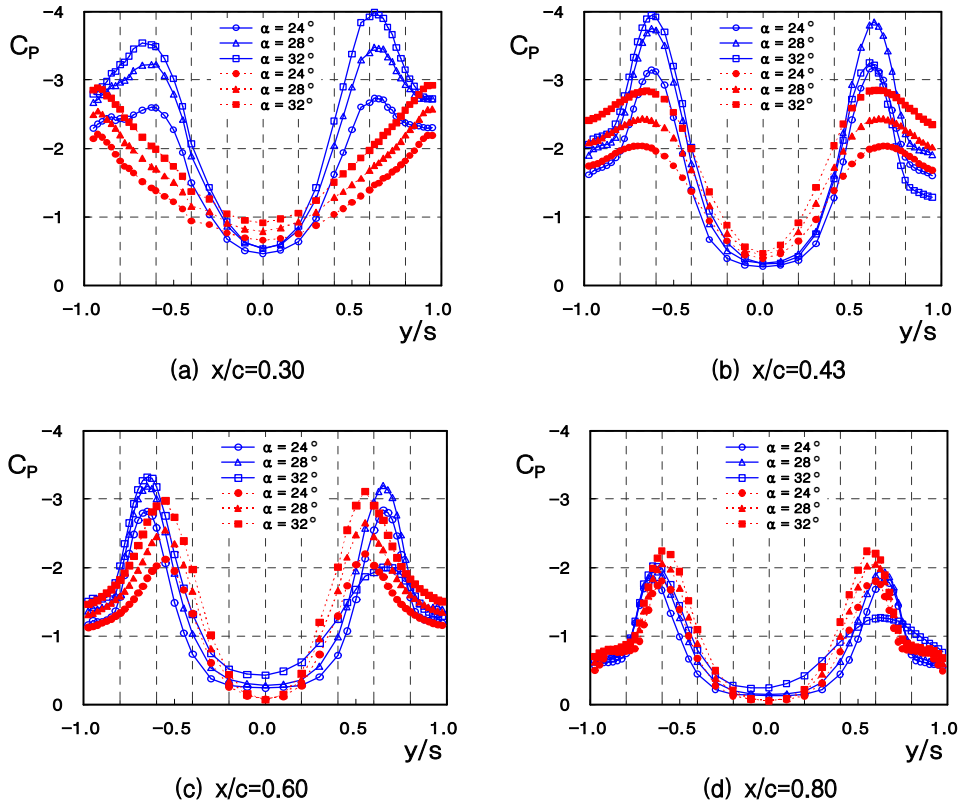 −4
−3
−2
−1
0
C_P
α = 24°
α = 28°
α = 32°
α = 24°
α = 28°
α = 32°
−1.0 −0.5 0.0 0.5 1.0
y/s
(a) x/c=0.30
−4
−3
−2
−1
0
C_P
α = 24°
α = 28°
α = 32°
α = 24°
α = 28°
α = 32°
−1.0 −0.5 0.0 0.5 1.0
y/s
(b) x/c=0.43
−4
−3
−2
−1
0
C_P
α = 24°
α = 28°
α = 32°
α = 24°
α = 28°
α = 32°
−1.0 −0.5 0.0 0.5 1.0
y/s
(c) x/c=0.60
−4
−3
−2
−1
0
C_P
α = 24°
α = 28°
α = 32°
α = 24°
α = 28°
α = 32°
−1.0 −0.5 0.0 0.5 1.0
y/s
(d) x/c=0.80